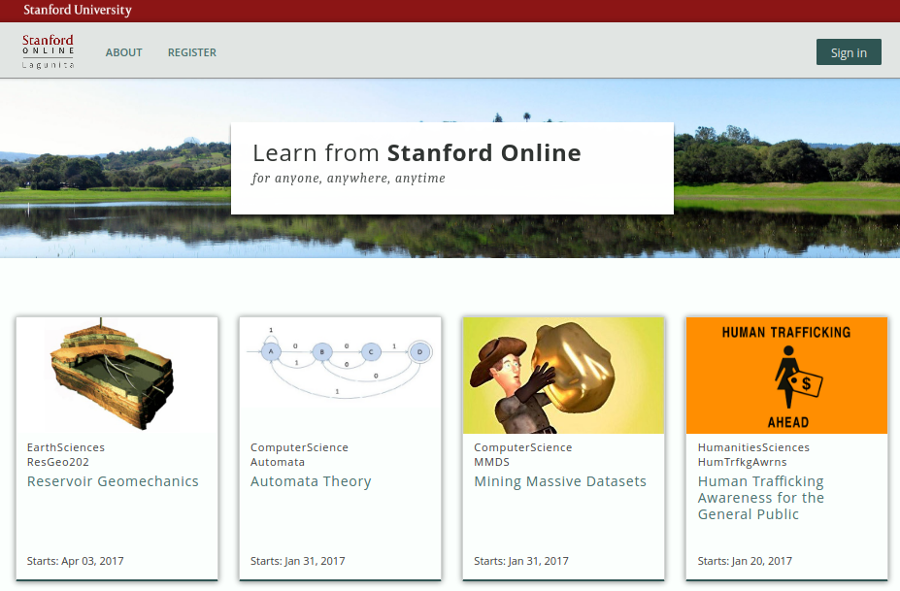 Stanford University
Stanford
ONLINE
Lagunita
ABOUT
REGISTER
Sign in
Learn from Stanford Online
for anyone, anywhere, anytime
1
A
0
B
0
C
1
D
1
0
0
1
HUMAN TRAFFICKING
$
AHEAD
EarthSciences
ResGeo202
Reservoir Geomechanics
Starts: Apr 03, 2017
ComputerScience
Automata
Automata Theory
Starts: Jan 31, 2017
ComputerScience
MMDS
Mining Massive Datasets
Starts: Jan 31, 2017
HumanitiesSciences
HumTrfkgAwrns
Human Trafficking
Awareness for the
General Public
Starts: Jan 20, 2017